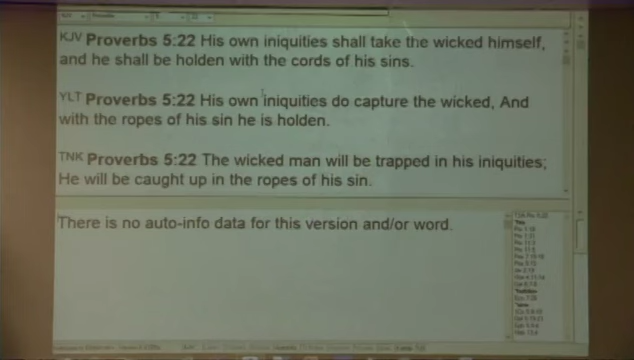 KJV Proverbs 5:22 His own iniquities shall take the wicked himself,
and he shall be holden with the cords of his sins.
YLT Proverbs 5:22 His own iniquities do capture the wicked, And
with the ropes of his sin he is holden.
TNK Proverbs 5:22 The wicked man will be trapped in his iniquities;
He will be caught up in the ropes of his sin.
There is no auto-info data for this version and/or word.